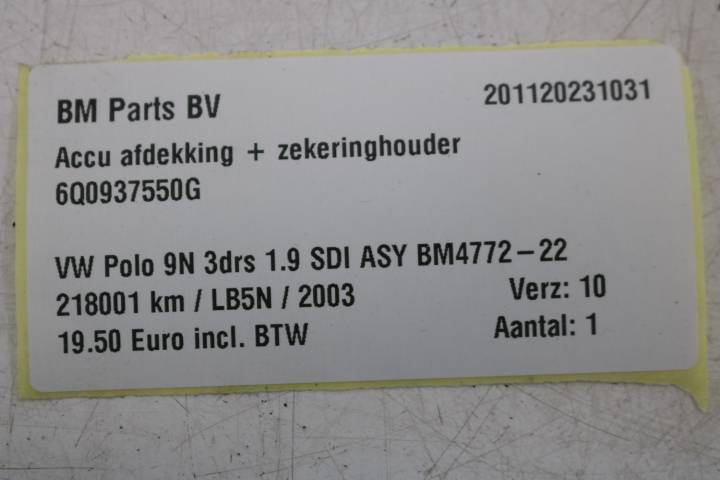 BM Parts BV 201120231031
Accu afdekking + zekeringhouder
6Q0937550G
VW Polo 9N 3drs 1.9 SDI ASY BM4772-22
218001 km / LB5N / 2003 Verz: 10
19.50 Euro incl. BTW Aantal: 1